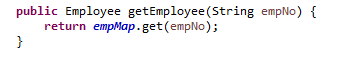 public Employee getEmployee(String empNo) {
    return empMap.get(empNo);
}